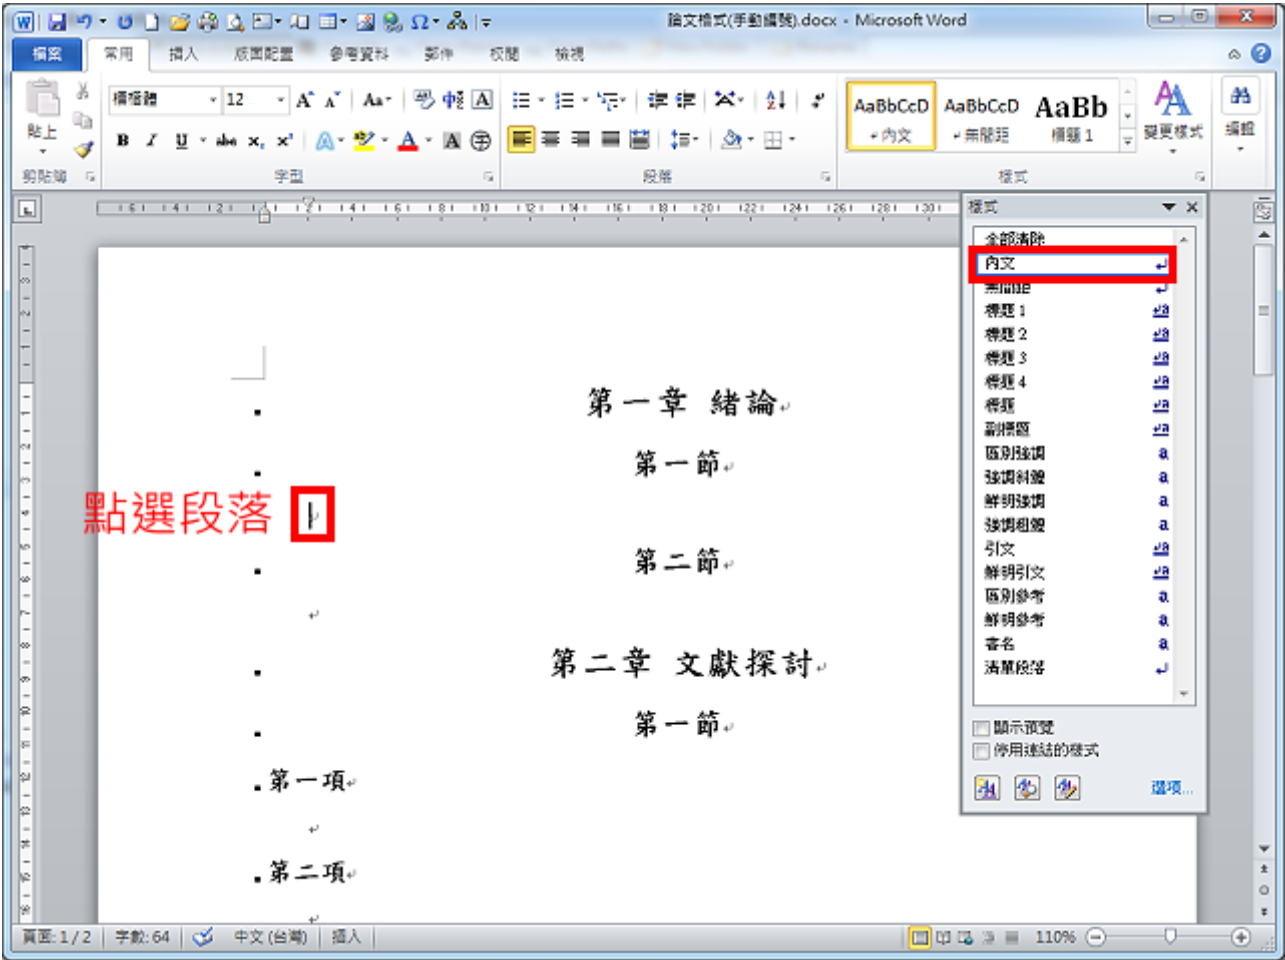 論文格式(手動編號).docx - Microsoft Word
檔案 常用 插入 版面配置 參考資料 郵件 校閱 檢視
標楷體 12
貼上
B I U abc x₂ x²
AaBbCcD AaBbCcD AaBb
內文 無間距 標題 1
變更樣式 編輯
剪貼簿 字型 段落 樣式
樣式
全部清除
內文
無間距
標題 1
標題 2
標題 3
標題 4
標題
副標題
區別強調
強調斜體
鮮明強調
強調粗體
引文
鮮明引文
區別參考
鮮明參考
書名
清單段落
顯示預覽
停用連結的樣式
選項...
第一章 緒論
第一節
點選段落
第二節
第二章 文獻探討
第一節
第一項
第二項
頁面: 1 / 2 字數: 64 中文 (台灣) 插入 110%